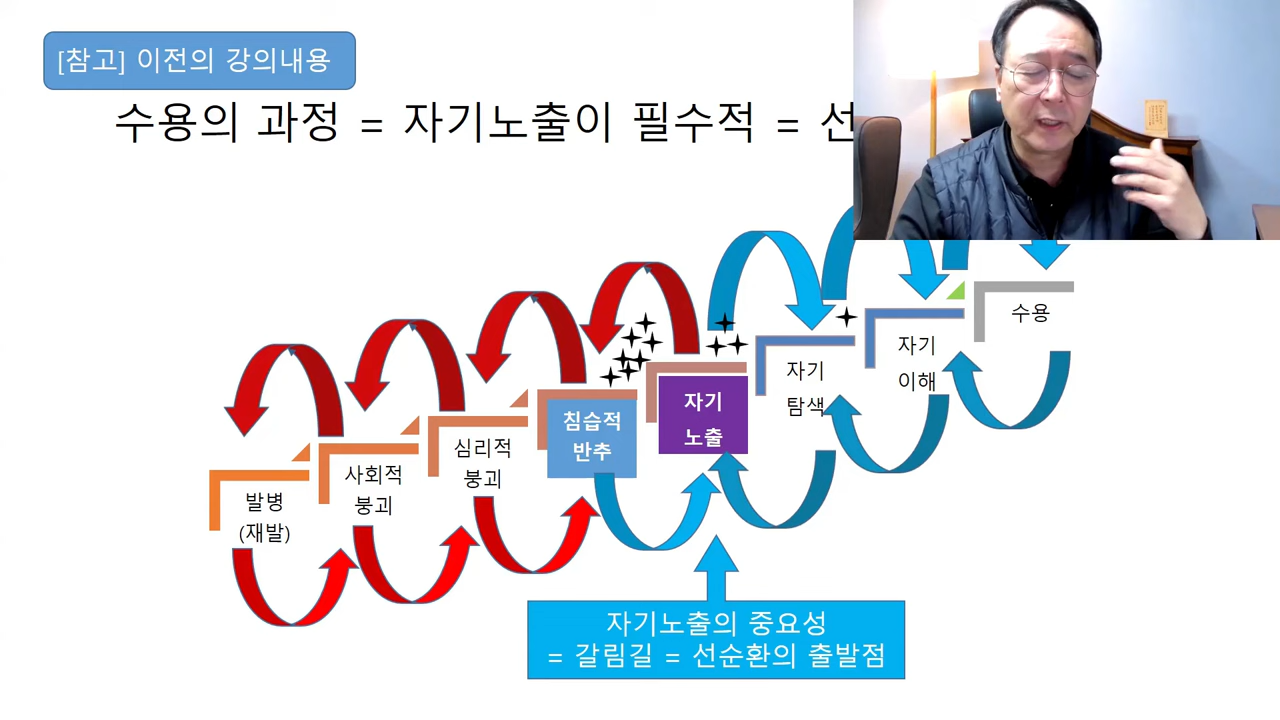 [참고] 이전의 강의내용
수용의 과정 = 자기노출이 필수적 = 선
수용
자기
이해
자기
탐색
자기
노출
침습적
반추
심리적
붕괴
사회적
붕괴
발병
(재발)
자기노출의 중요성
= 갈림길 = 선순환의 출발점